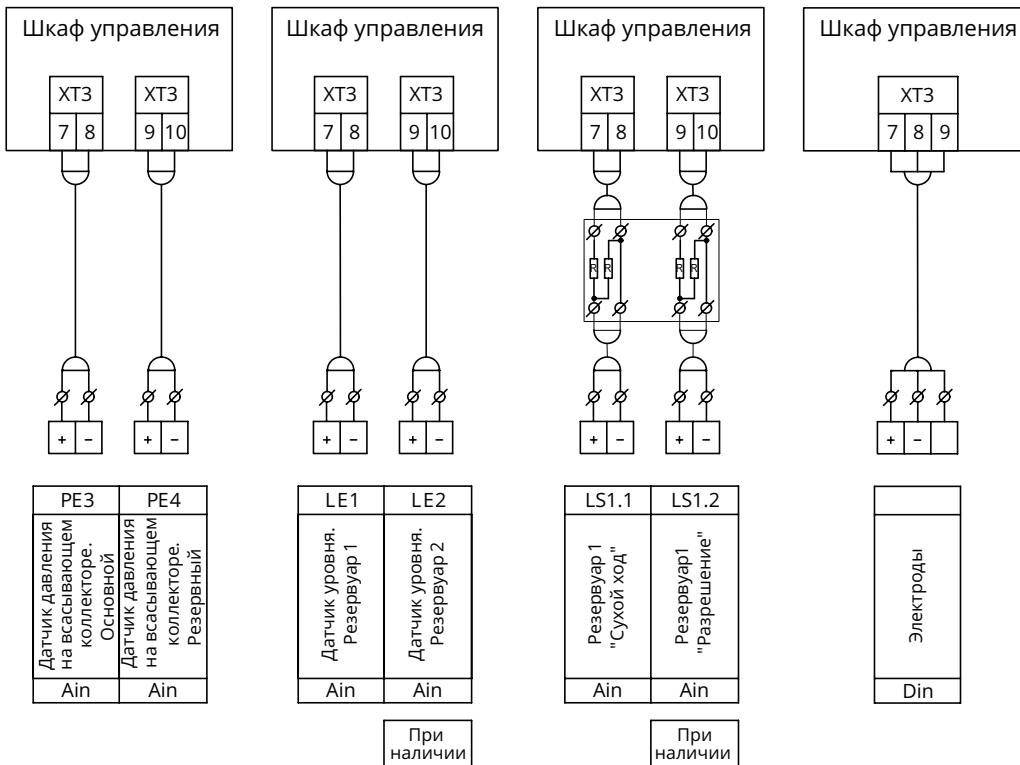 Шкаф управления
XT3
XT3
7 8
9 10
+ −
+ −
PE3
PE4
Датчик давления
на всасывающем
коллекторе.
Основной
Датчик давления
на всасывающем
коллекторе.
Резервный
Ain
Ain
Шкаф управления
XT3
XT3
7 8
9 10
+ −
+ −
LE1
LE2
Датчик уровня.
Резервуар 1
Датчик уровня.
Резервуар 2
Ain
Ain
При
наличии
Шкаф управления
XT3
XT3
7 8
9 10
R R
R R
+ −
+ −
LS1.1
LS1.2
Резервуар 1
"Сухой ход"
Резервуар1
"Разрешение"
Ain
Ain
При
наличии
Шкаф управления
XT3
7 8 9
+ −
Электроды
Din